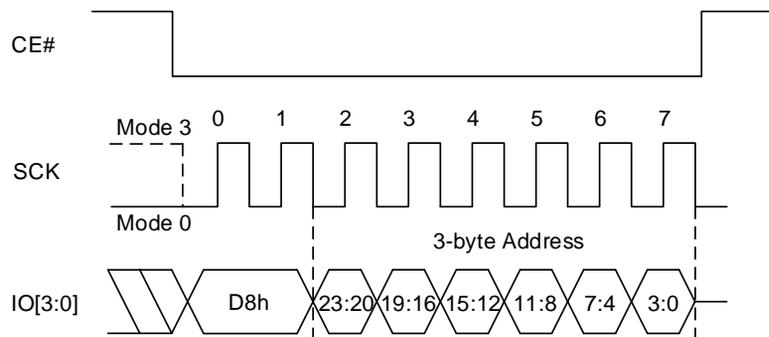 CE#
0 1 2 3 4 5 6 7
Mode 3
SCK
Mode 0
3-byte Address
IO[3:0] D8h 23:20 19:16 15:12 11:8 7:4 3:0